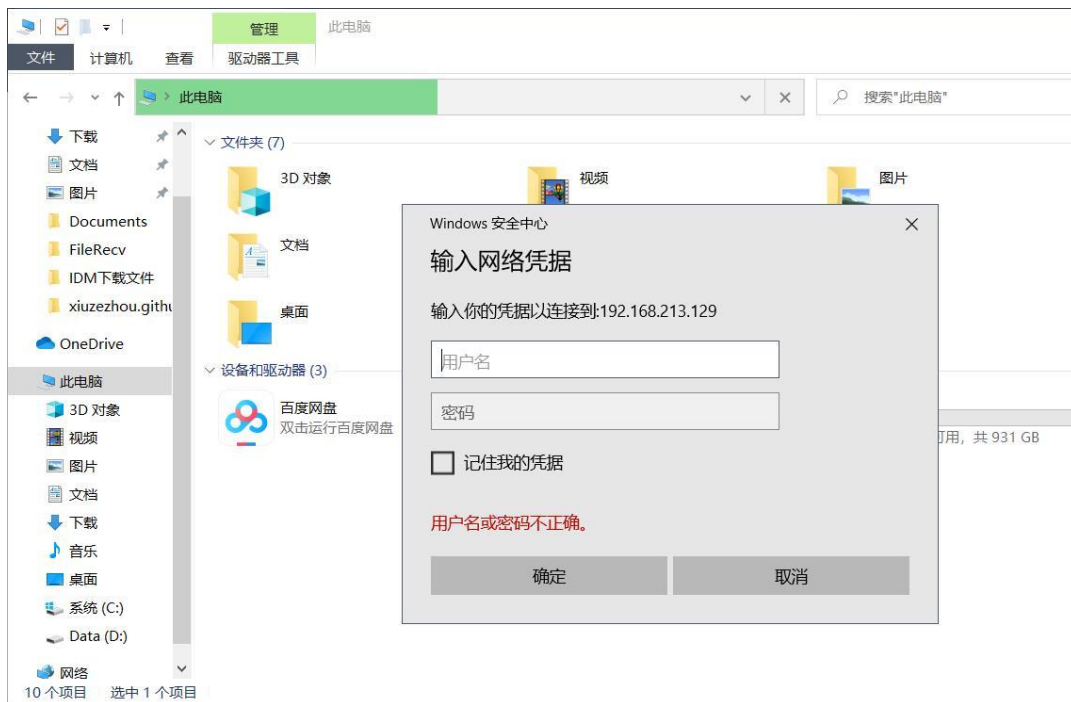 管理
此电脑
文件
计算机
查看
驱动器工具
此电脑
搜索"此电脑"
下载
文档
图片
Documents
FileRecv
IDM下载文件
xiuzezhou.githu
OneDrive
此电脑
3D 对象
视频
图片
文档
下载
音乐
桌面
系统 (C:)
Data (D:)
网络
文件夹 (7)
3D 对象
视频
图片
文档
桌面
设备和驱动器 (3)
百度网盘
双击运行百度网盘
可用，共 931 GB
Windows 安全中心
输入网络凭据
输入你的凭据以连接到:192.168.213.129
用户名
密码
记住我的凭据
用户名或密码不正确。
确定
取消
10 个项目
选中 1 个项目